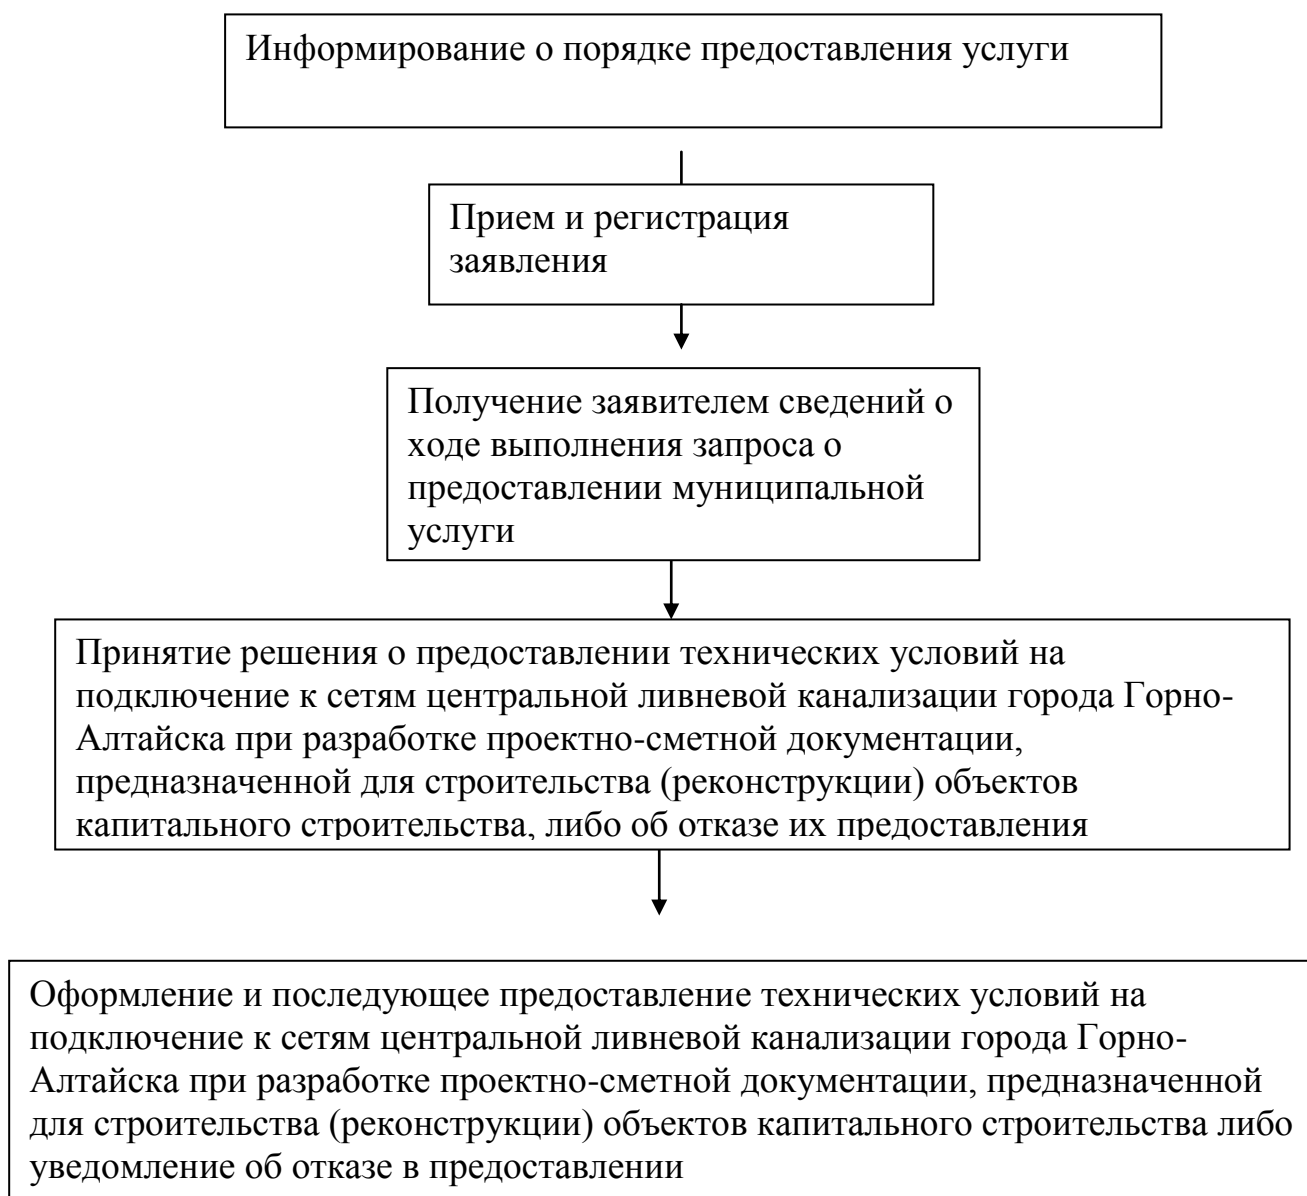 Информирование о порядке предоставления услуги
Прием и регистрация
заявления
Получение заявителем сведений о
ходе выполнения запроса о
предоставлении муниципальной
услуги
Принятие решения о предоставлении технических условий на
подключение к сетям центральной ливневой канализации города Горно-
Алтайска при разработке проектно-сметной документации,
предназначенной для строительства (реконструкции) объектов
капитального строительства, либо об отказе их предоставления
Оформление и последующее предоставление технических условий на
подключение к сетям центральной ливневой канализации города Горно-
Алтайска при разработке проектно-сметной документации, предназначенной
для строительства (реконструкции) объектов капитального строительства либо
уведомление об отказе в предоставлении